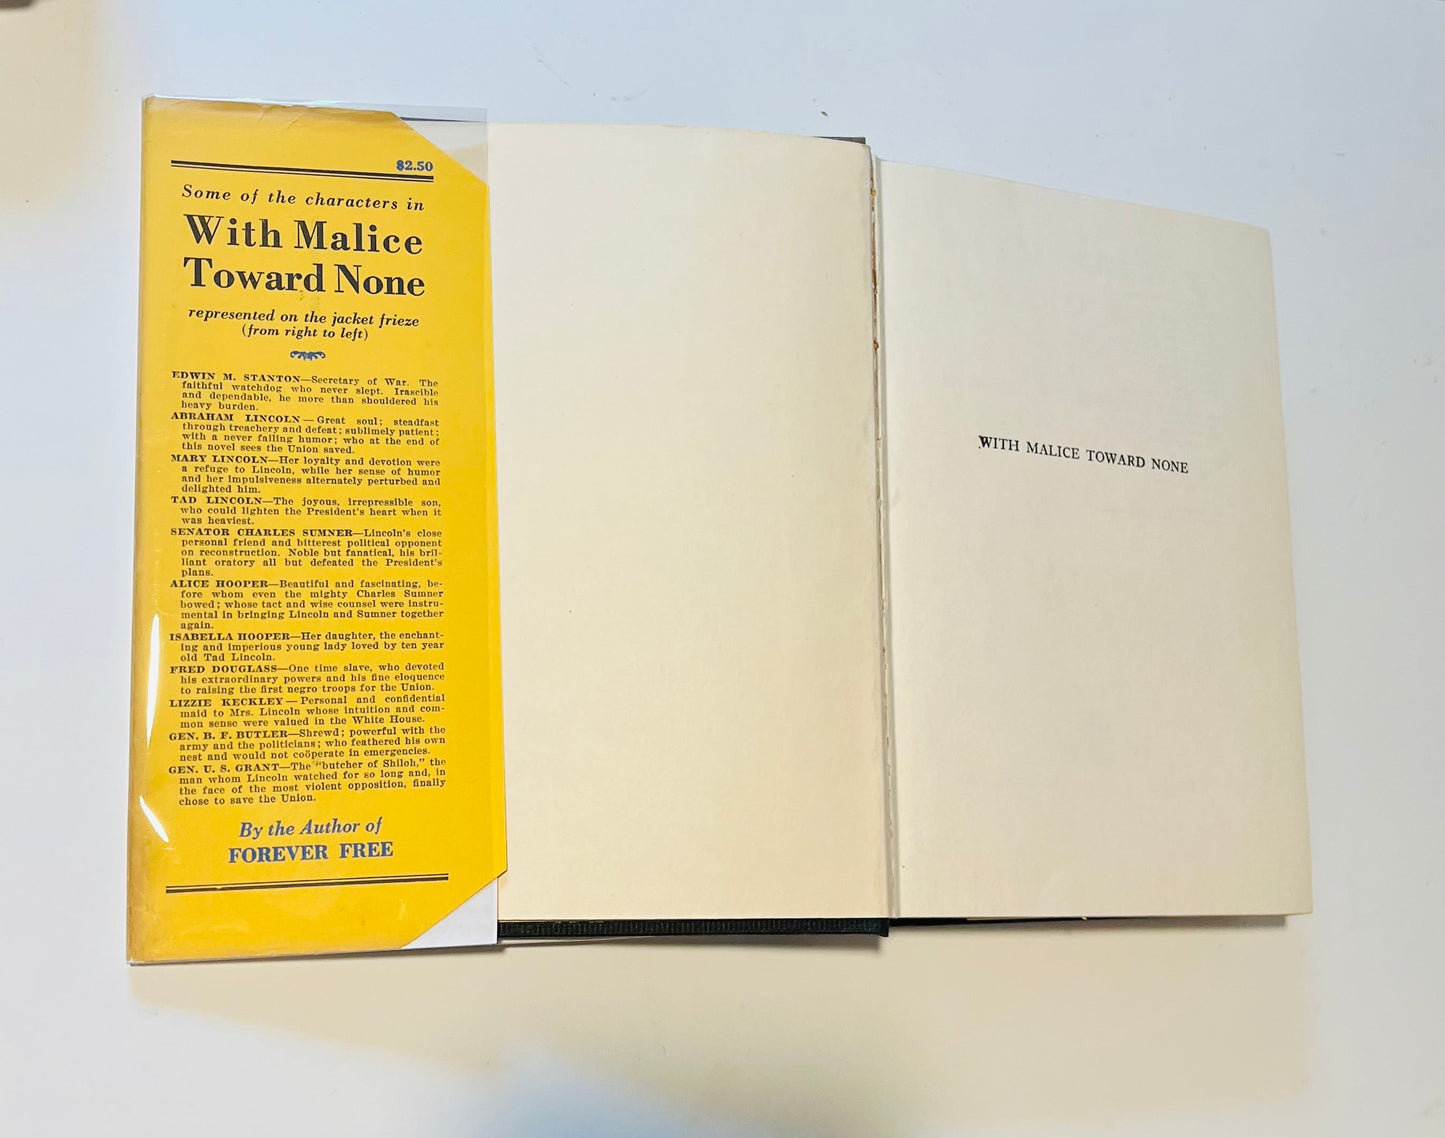 $2.50
Some of the characters in
With Malice
Toward None
represented on the jacket frieze
(from right to left)
EDWIN M. STANTON—Secretary of War. The
faithful watchdog who never slept. Irascible
and dependable, he more than shouldered his
heavy burden.
ABRAHAM LINCOLN—Great soul; steadfast
through treachery and defeat; sublimely patient;
with a never failing humor; who at the end of
this novel sees the Union saved.
MARY LINCOLN—Her loyalty and devotion were
a refuge to Lincoln, while her sense of humor
and her impulsiveness alternately perturbed and
delighted him.
TAD LINCOLN—The joyous, irrepressible son,
who could lighten the President's heart when it
was heaviest.
SENATOR CHARLES SUMNER—Lincoln's close
personal friend and bitterest political opponent
on reconstruction. Noble but fanatical, his bril-
liant oratory all but defeated the President's
plans.
ALICE HOOPER—Beautiful and fascinating, be-
fore whom even the mighty Charles Sumner
bowed; whose tact and wise counsel were instru-
mental in bringing Lincoln and Sumner together
again.
ISABELLA HOOPER—Her daughter, the enchant-
ing and imperious young lady loved by ten year
old Tad Lincoln.
FRED DOUGLASS—One time slave, who devoted
his extraordinary powers and his fine eloquence
to raising the first negro troops for the Union.
LIZZIE KECKLEY—Personal and confidential
maid to Mrs. Lincoln whose intuition and com-
mon sense were valued in the White House.
GEN. B. F. BUTLER—Shrewd; powerful with the
army and the politicians; who feathered his own
nest and would not coöperate in emergencies.
GEN. U. S. GRANT—The "butcher of Shiloh," the
man whom Lincoln watched for so long and, in
the face of the most violent opposition, finally
chose to save the Union.
By the Author of
FOREVER FREE
WITH MALICE TOWARD NONE